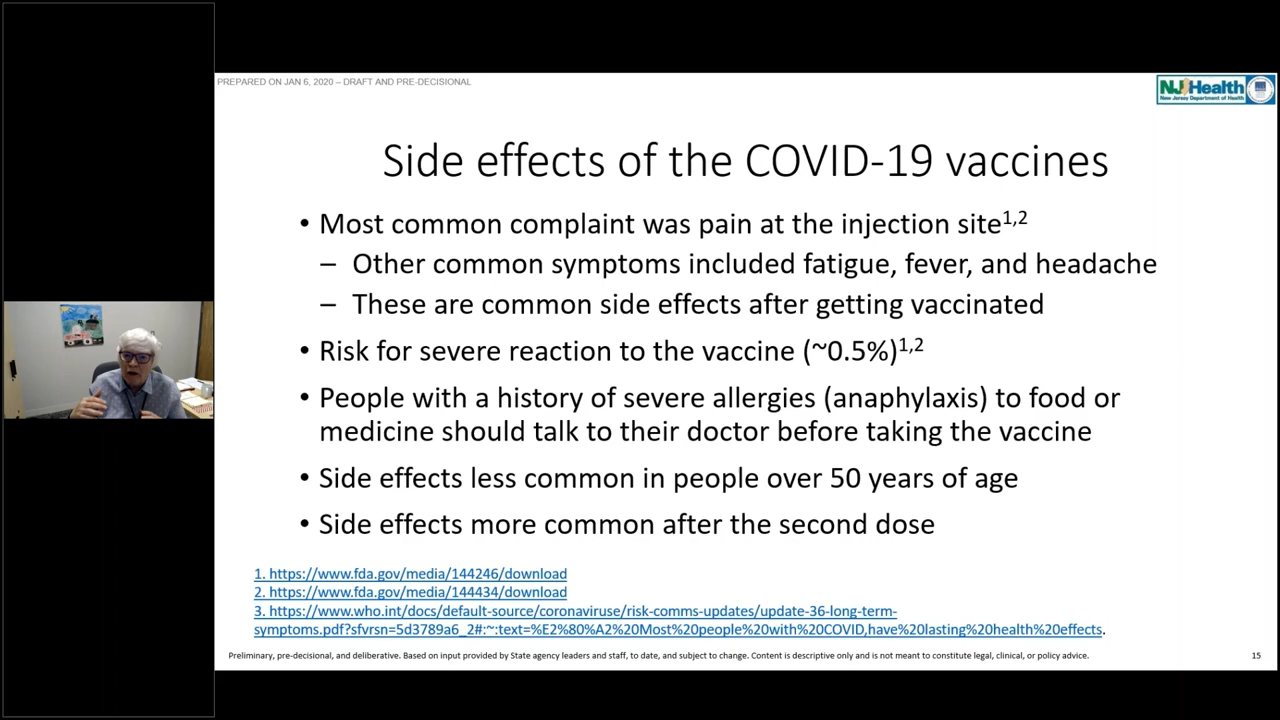 PREPARED ON JAN 6, 2020 – DRAFT AND PRE-DECISIONAL
NJHealth
New Jersey Department of Health
Side effects of the COVID-19 vaccines
• Most common complaint was pain at the injection site1,2
– Other common symptoms included fatigue, fever, and headache
– These are common side effects after getting vaccinated
• Risk for severe reaction to the vaccine (~0.5%)1,2
• People with a history of severe allergies (anaphylaxis) to food or
medicine should talk to their doctor before taking the vaccine
• Side effects less common in people over 50 years of age
• Side effects more common after the second dose
1. https://www.fda.gov/media/144246/download
2. https://www.fda.gov/media/144434/download
3. https://www.who.int/docs/default-source/coronaviruse/risk-comms-updates/update-36-long-term-
symptoms.pdf?sfvrsn=5d3789a6_2#:~:text=%E2%80%A2%20Most%20people%20with%20COVID,have%20lasting%20health%20effects.
Preliminary, pre-decisional, and deliberative. Based on input provided by State agency leaders and staff, to date, and subject to change. Content is descriptive only and is not meant to constitute legal, clinical, or policy advice.
15